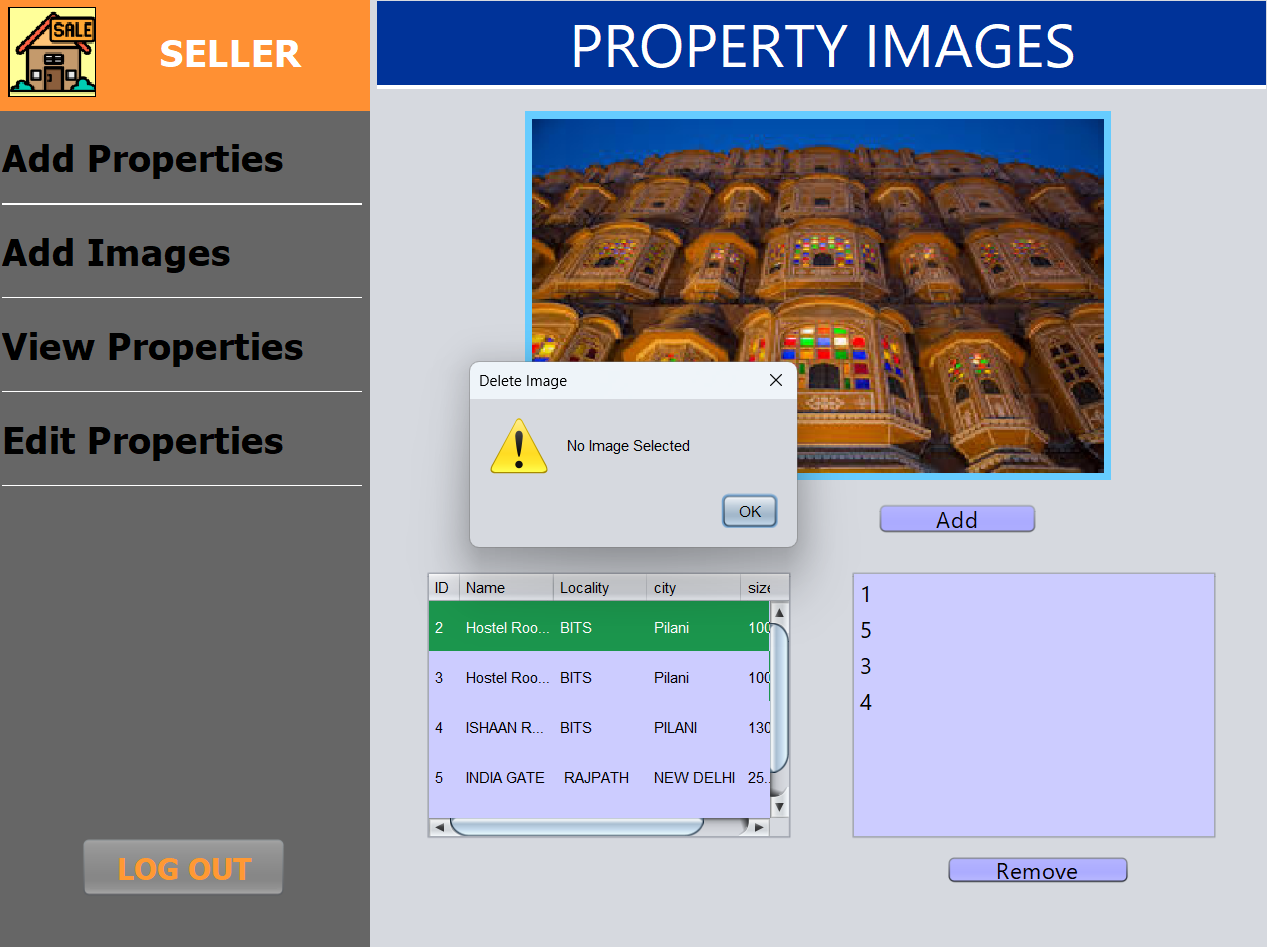 SALE
SELLER
PROPERTY IMAGES
Add Properties
Add Images
View Properties
Edit Properties
LOG OUT
Delete Image
No Image Selected
OK
Add
ID Name Locality city size
2 Hostel Roo... BITS Pilani 100
3 Hostel Roo... BITS Pilani 100
4 ISHAAN R... BITS PILANI 130
5 INDIA GATE RAJPATH NEW DELHI 25..
1
5
3
4
Remove